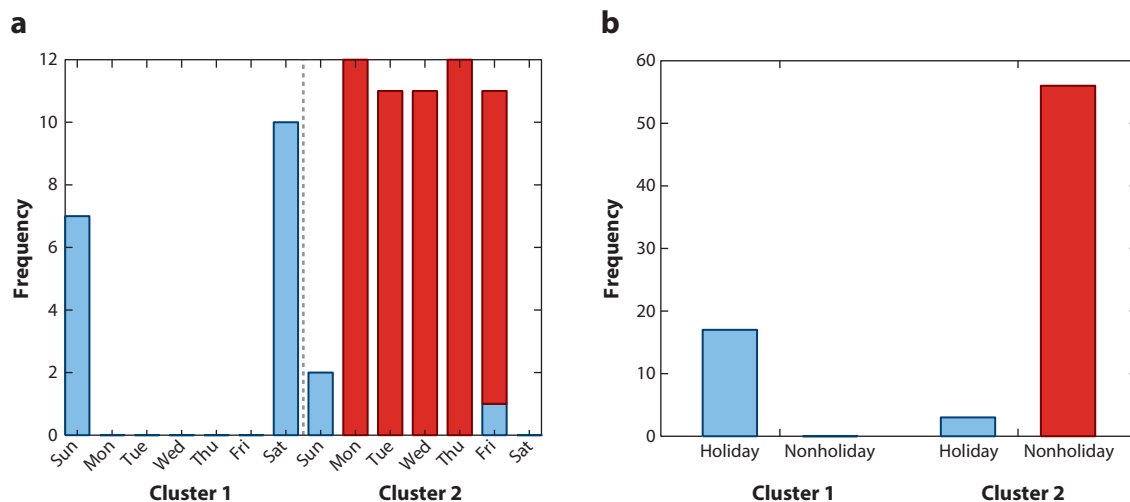 a
12
10
8
6
4
2
0
Frequency
Sun
Mon
Tue
Wed
Thu
Fri
Sat
Sun
Mon
Tue
Wed
Thu
Fri
Sat
Cluster 1
Cluster 2
b
60
50
40
30
20
10
0
Frequency
Holiday
Nonholiday
Holiday
Nonholiday
Cluster 1
Cluster 2